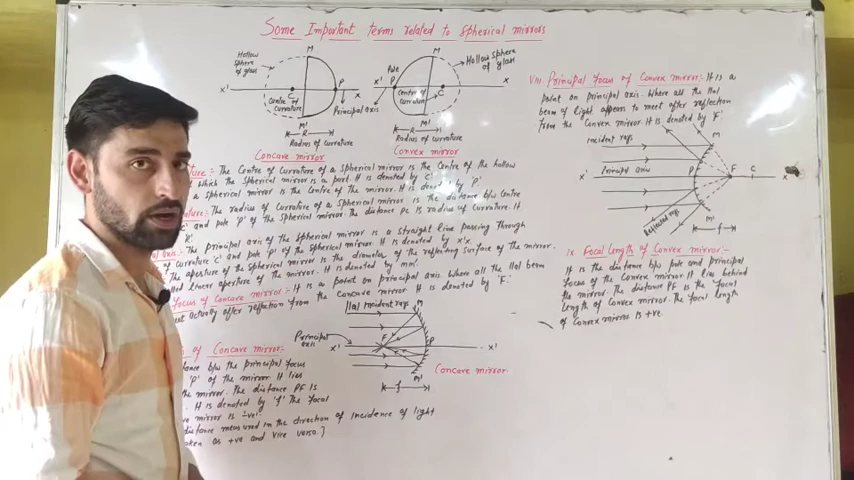 Some Important terms related to Spherical mirrors
Hollow sphere of glass
M
P
C
Centre of curvature
X'
X
Principal axis
M'
R
Radius of curvature
Concave mirror
Pole
X'
P
M
Hollow sphere of glass
X
Centre of curvature
C
M'
R
Radius of curvature
Convex mirror
ature :- The Centre of curvature of a spherical mirror is the centre of the hollow
which the spherical mirror is a part. It is denoted by 'C'.
a spherical mirror is the centre of the mirror. It is denoted by 'P'
vature:- The radius of curvature of a spherical mirror is the distance b/w centre
'C' and pole 'P' of the spherical mirror. The distance PC is radius of curvature. It
'R'
al axis :- The principal axis of the spherical mirror is a straight line passing through
of curvature 'C' and pole 'P' of the spherical mirror. It is denoted by x'x.
The aperture of the spherical mirror is the diameter of the reflecting surface of the mirror.
led linear aperture of the mirror. It is denoted by MM'.
Focus of Concave mirror :- It is a point on principal axis where all the llal beam
eet actually after reflection from the concave mirror. It is denoted by 'F'
llal incident rays
M
Principal axis
X'
F
P
X'
f
Concave mirror
of Concave mirror:-
tance b/w the principal focus
'P' of the mirror. It lies
the mirror. The distance PF is
. It is denoted by 'f'. The focal
ve mirror is -ve.
distance measured in the direction of incidence of light
taken as +ve and vice versa.]
VIII. Principal Focus of Convex mirror:- It is a
point on principal axis. Where all the llal
beam of light appears to meet after reflection
from the Convex mirror. It is denoted by 'F'
incident rays
M
X'
Principal axis
P
F
C
X
Reflected rays
M'
f
IX Focal Length of Convex mirror:-
It is the distance b/w pole and principal
focus of the Convex mirror. It lies behind
the mirror. The distance PF is the focal
length of Convex mirror. The focal length
of Convex mirror is +ve